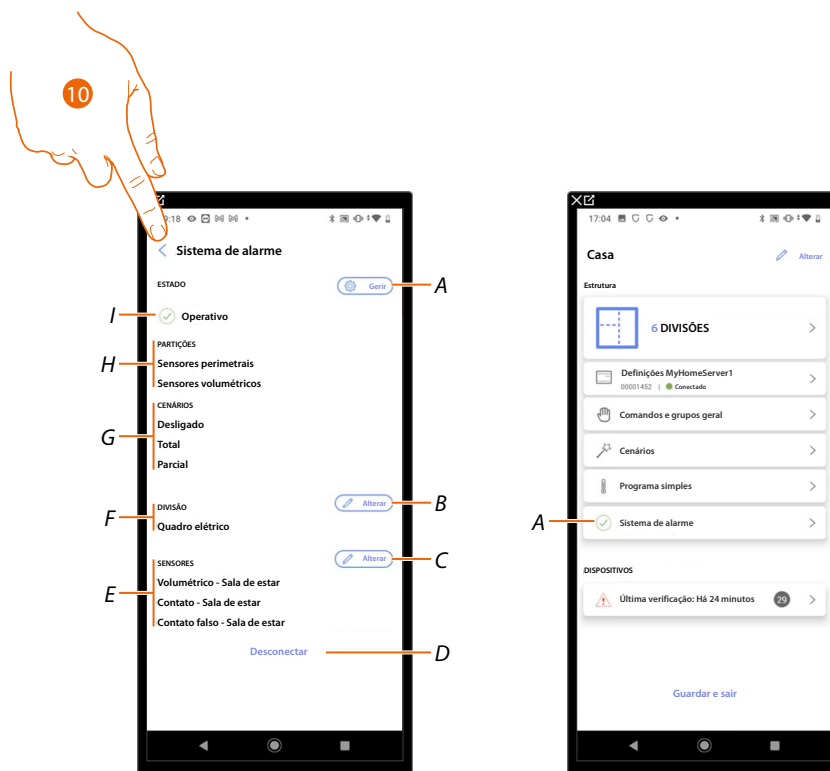 10
9:18
Sistema de alarme
ESTADO
Gerir
A
I
Operativo
PARTIÇÕES
H
Sensores perimetrais
Sensores volumétricos
CENÁRIOS
Desligado
G
Total
Parcial
DIVISÃO
Alterar
B
F
Quadro elétrico
SENSORES
Alterar
C
Volumétrico - Sala de estar
E
Contato - Sala de estar
Contato falso - Sala de estar
Desconectar
D
17:04
Casa
Alterar
Estrutura
6 DIVISÕES
Definições MyHomeServer1
00001452 | Conectado
Comandos e grupos geral
Cenários
Programa simples
A
Sistema de alarme
DISPOSITIVOS
Última verificação: Há 24 minutos
29
Guardar e sair